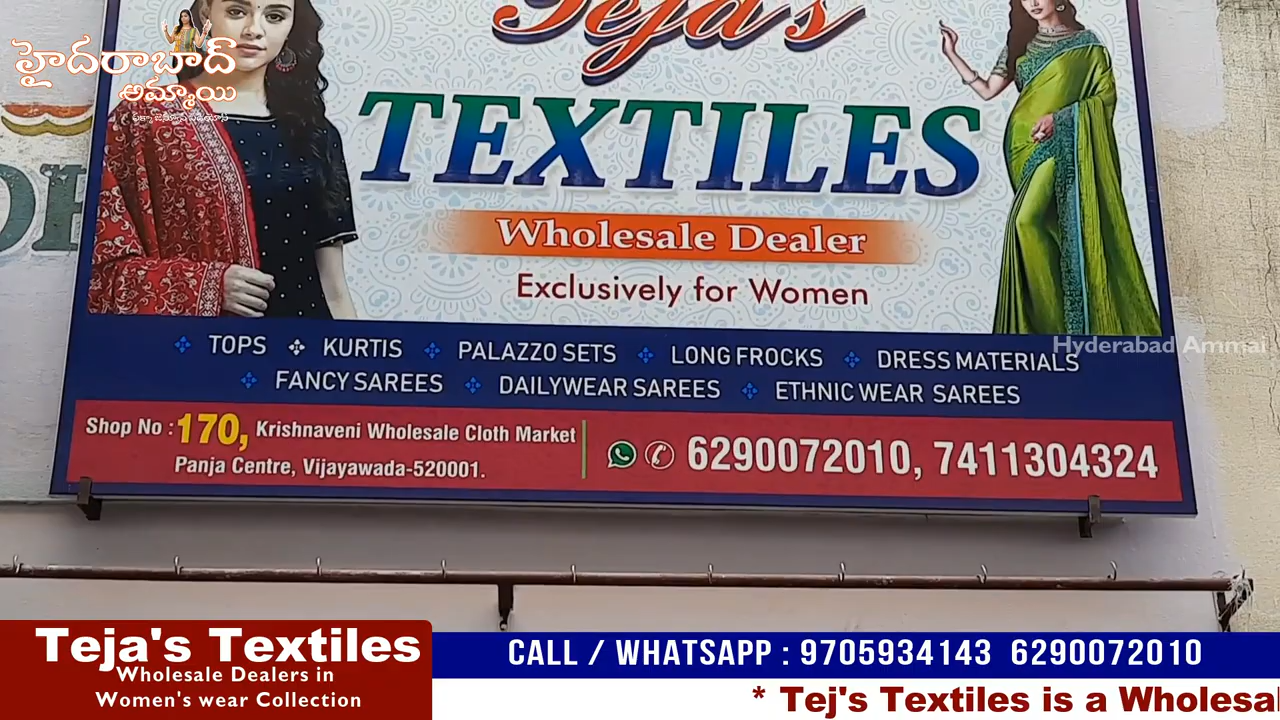 Teja's
హైదరాబాద్
అమ్మాయి
TEXTILES
Wholesale Dealer
Exclusively for Women
TOPS KURTIS PALAZZO SETS LONG FROCKS DRESS MATERIALS
Hyderabad Ammai
FANCY SAREES DAILYWEAR SAREES ETHNIC WEAR SAREES
Shop No : 170, Krishnaveni Wholesale Cloth Market
Panja Centre, Vijayawada-520001.
6290072010, 7411304324
Teja's Textiles
Wholesale Dealers in
Women's wear Collection
CALL / WHATSAPP : 9705934143 6290072010
* Tej's Textiles is a Wholesal